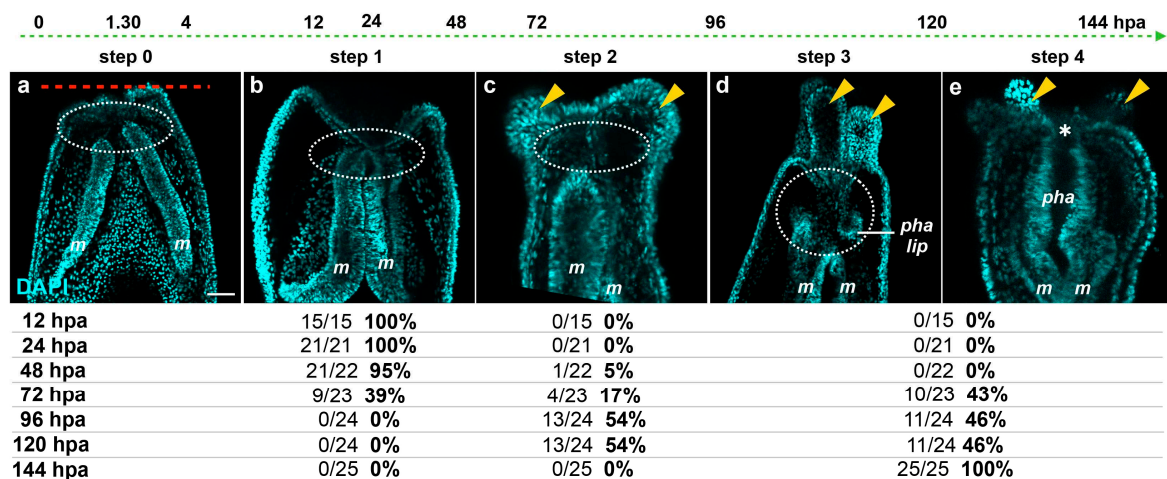 0 1.30 4 12 24 48 72 96 120 144 hpa
step 0 step 1 step 2 step 3 step 4
a b c d e
*
pha
pha
lip
m m m m m m m m m m
DAPI
12 hpa 15/15 100% 0/15 0% 0/15 0%
24 hpa 21/21 100% 0/21 0% 0/21 0%
48 hpa 21/22 95% 1/22 5% 0/22 0%
72 hpa 9/23 39% 4/23 17% 10/23 43%
96 hpa 0/24 0% 13/24 54% 11/24 46%
120 hpa 0/24 0% 13/24 54% 11/24 46%
144 hpa 0/25 0% 0/25 0% 25/25 100%